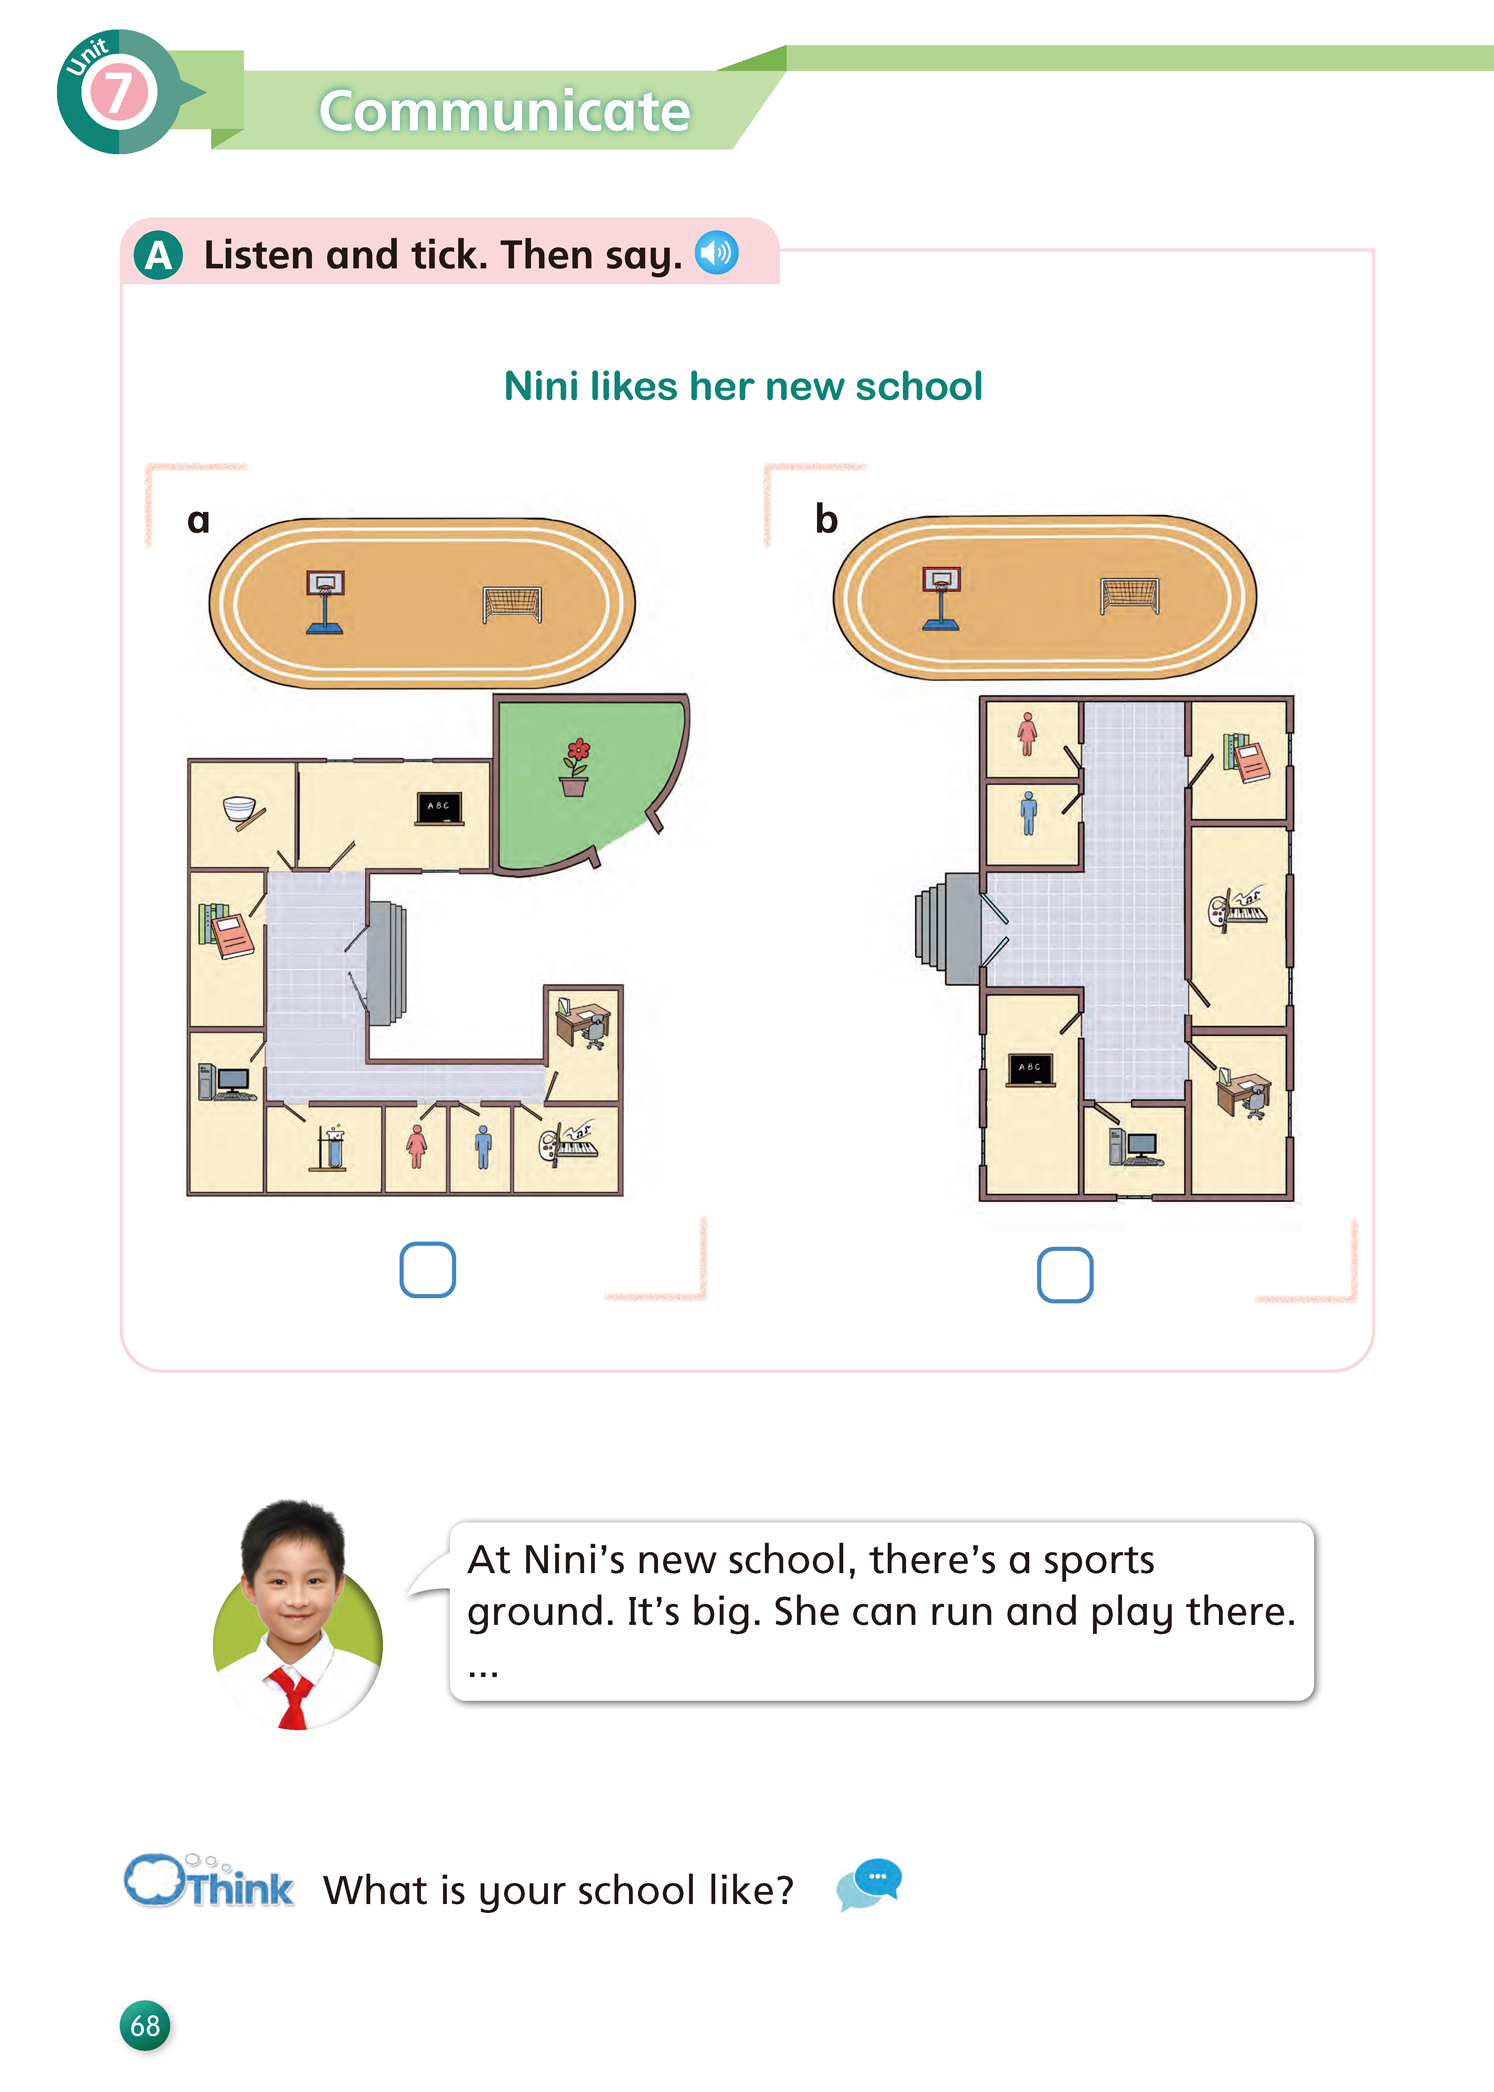 Unit
7
Communicate
A Listen and tick. Then say.
Nini likes her new school
a
b
ABC
ABC
At Nini's new school, there's a sports
ground. It's big. She can run and play there.
...
Think What is your school like?
68